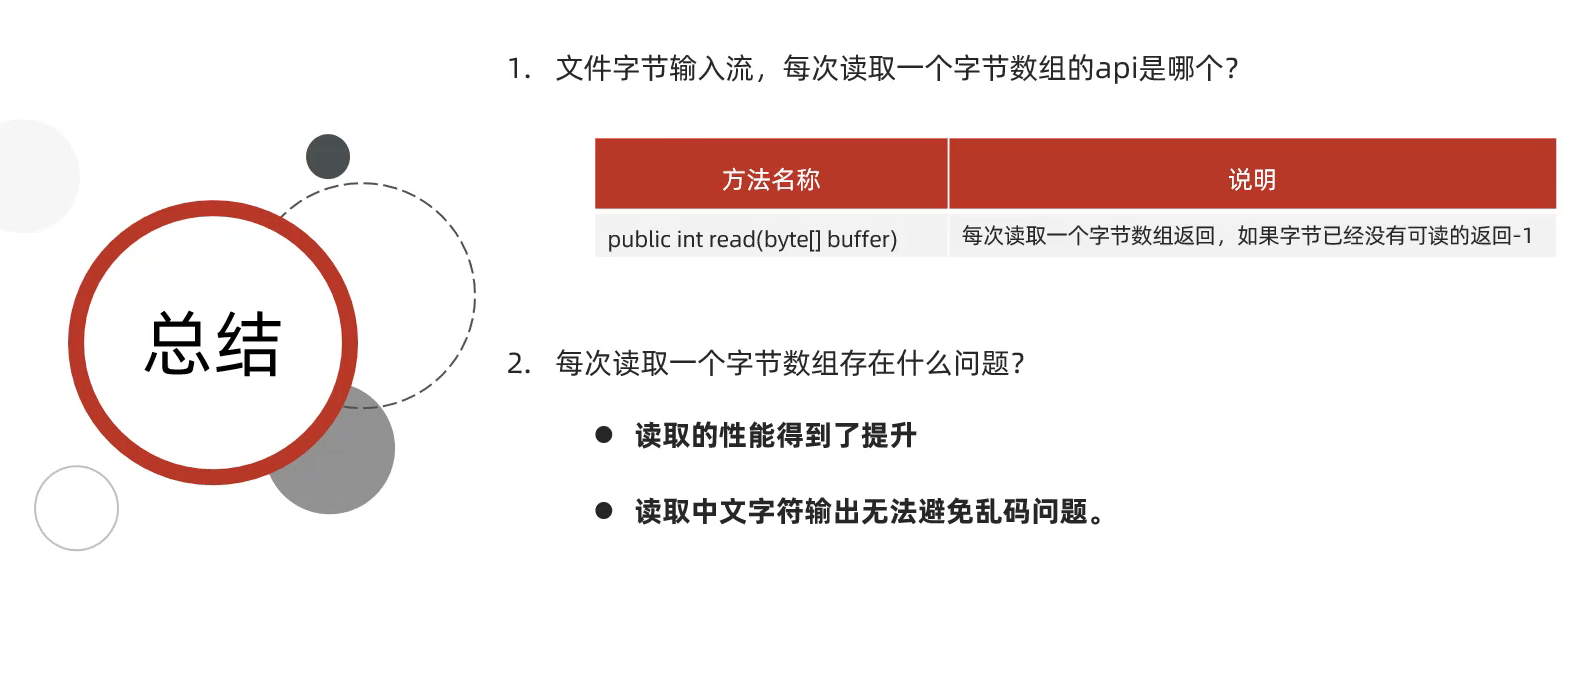 总结
1. 文件字节输入流，每次读取一个字节数组的api是哪个？
方法名称 说明
public int read(byte[] buffer) 每次读取一个字节数组返回，如果字节已经没有可读的返回-1
2. 每次读取一个字节数组存在什么问题？
● 读取的性能得到了提升
● 读取中文字符输出无法避免乱码问题。